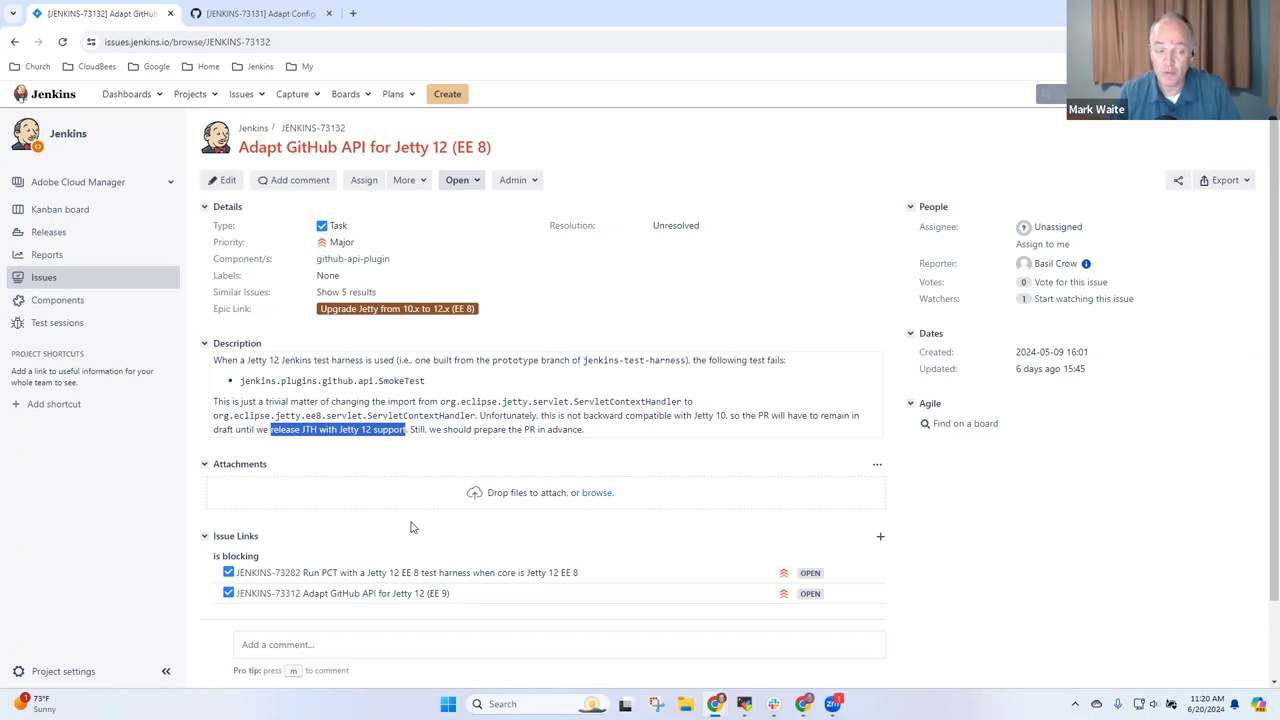 [JENKINS-73132] Adapt GitHub
[JENKINS-73131] Adapt Config
issues.jenkins.io/browse/JENKINS-73132
Church
CloudBees
Google
Home
Jenkins
My
Jenkins
Dashboards
Projects
Issues
Capture
Boards
Plans
Create
Mark Waite
Jenkins
Adobe Cloud Manager
Kanban board
Releases
Reports
Issues
Components
Test sessions
PROJECT SHORTCUTS
Add a link to useful information for your
whole team to see.
Add shortcut
Project settings
Jenkins / JENKINS-73132
Adapt GitHub API for Jetty 12 (EE 8)
Edit
Add comment
Assign
More
Open
Admin
Export
Details
Type: Task
Resolution: Unresolved
Priority: Major
Component/s: github-api-plugin
Labels: None
Similar Issues: Show 5 results
Epic Link: Upgrade Jetty from 10.x to 12.x (EE 8)
Description
When a Jetty 12 Jenkins test harness is used (i.e., one built from the prototype branch of jenkins-test-harness), the following test fails:
• jenkins.plugins.github.api.SmokeTest
This is just a trivial matter of changing the import from org.eclipse.jetty.servlet.ServletContextHandler to
org.eclipse.jetty.ee8.servlet.ServletContextHandler. Unfortunately, this is not backward compatible with Jetty 10, so the PR will have to remain in
draft until we release JTH with Jetty 12 support. Still, we should prepare the PR in advance.
Attachments
Drop files to attach, or browse.
Issue Links
is blocking
JENKINS-73282 Run PCT with a Jetty 12 EE 8 test harness when core is Jetty 12 EE 8 OPEN
JENKINS-73312 Adapt GitHub API for Jetty 12 (EE 9) OPEN
Add a comment...
Pro tip: press m to comment
People
Assignee: Unassigned
Assign to me
Reporter: Basil Crow
Votes: 0 Vote for this issue
Watchers: 1 Start watching this issue
Dates
Created: 2024-05-09 16:01
Updated: 6 days ago 15:45
Agile
Find on a board
73°F
Sunny
Search
11:20 AM
6/20/2024